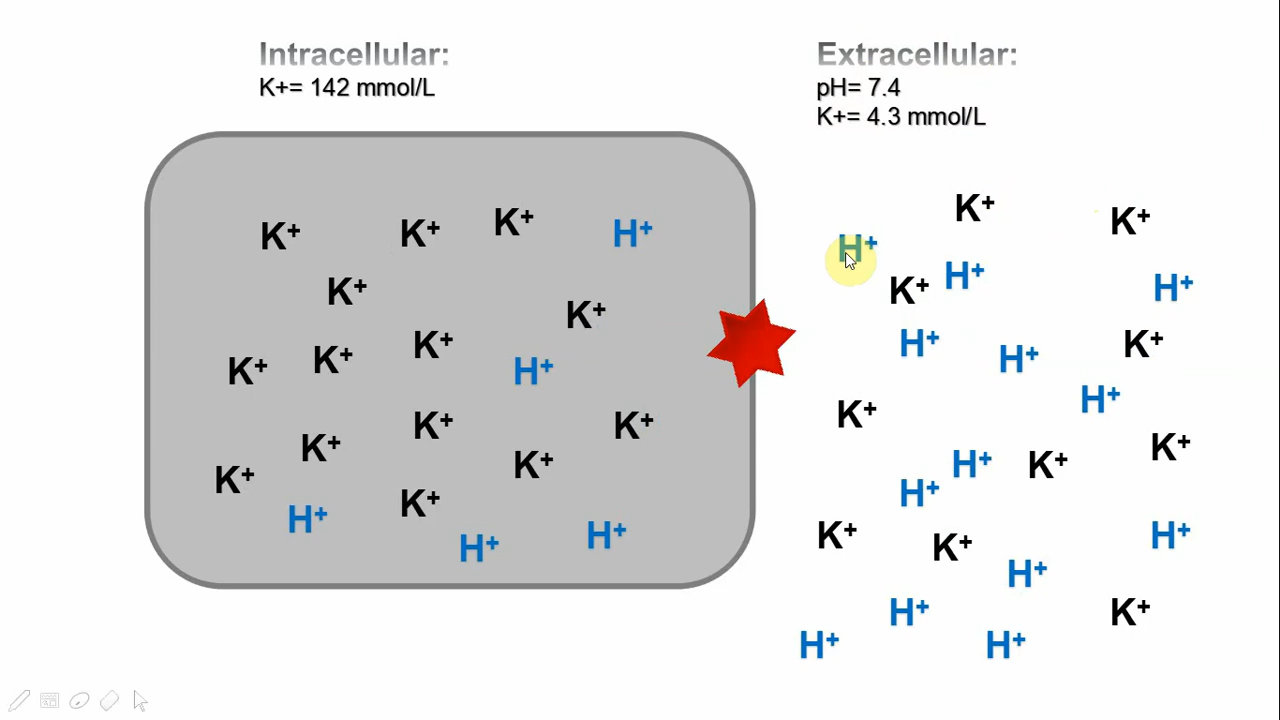 Intracellular:
K+= 142 mmol/L
Extracellular:
pH= 7.4
K+= 4.3 mmol/L
K+ K+ K+ H+
K+ K+
K+ K+ K+ H+
K+ K+ K+
K+ K+ K+
H+ H+ H+
K+ K+
H+ K+ H+ H+
H+ H+ K+
K+ H+
H+ H+ K+ K+
K+ K+ H+
H+
H+ K+
H+ H+